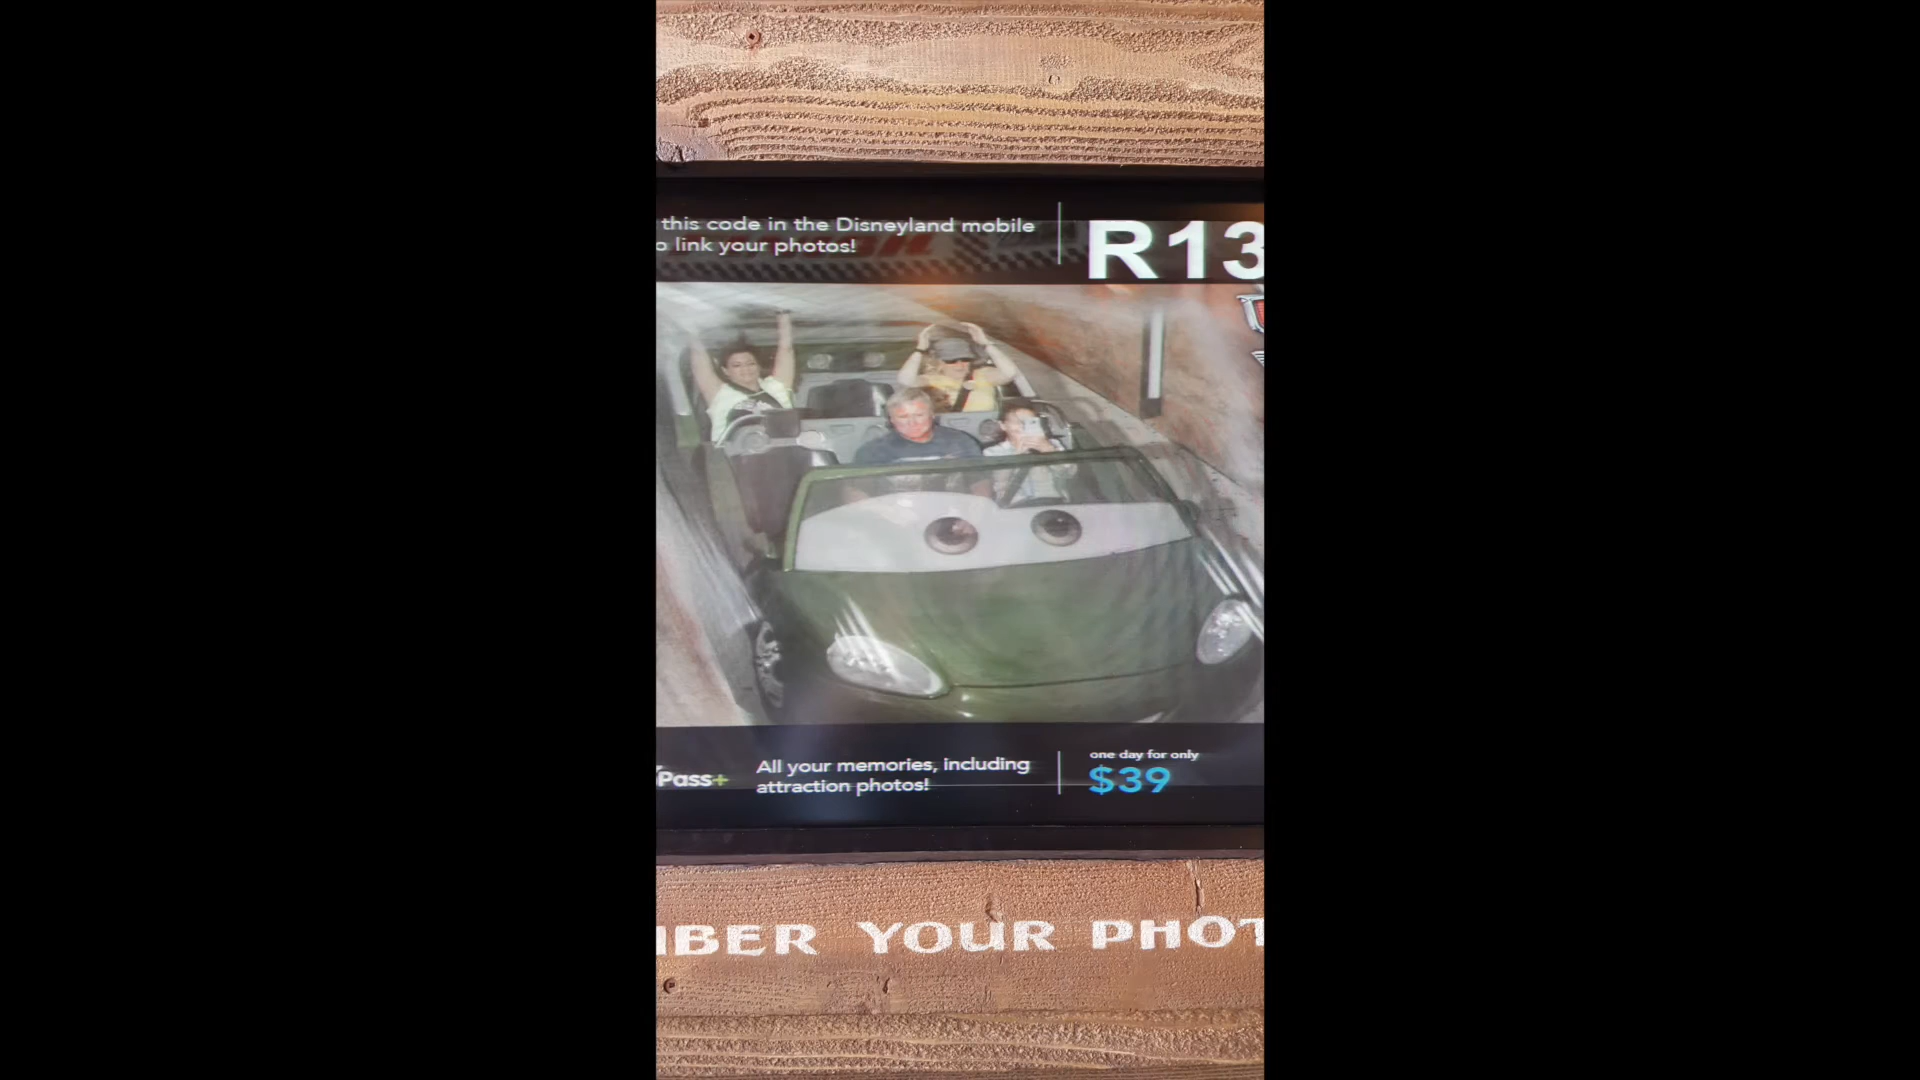 this code in the Disneyland mobile
link your photos!
R13
Pass+
All your memories, including
attraction photos!
one day for only
$39
BER YOUR PHOT